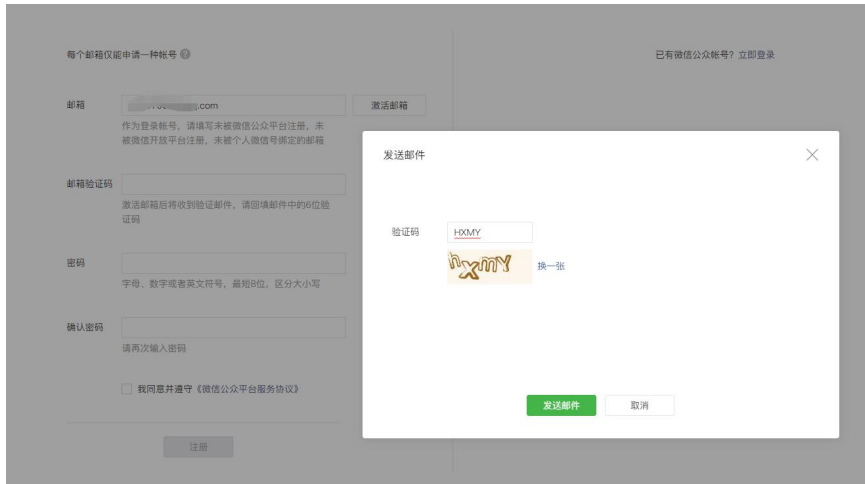 每个邮箱仅能申请一种帐号
已有微信公众帐号？立即登录
邮箱
.com
激活邮箱
作为登录帐号，请填写未被微信公众平台注册，未
被微信开放平台注册，未被个人微信号绑定的邮箱
邮箱验证码
激活邮箱后将收到验证邮件，请回填邮件中的6位验
证码
密码
字母、数字或者英文符号，最短8位，区分大小写
确认密码
请再次输入密码
我同意并遵守《微信公众平台服务协议》
注册
发送邮件
验证码
HXMY
hxmY
换一张
发送邮件
取消